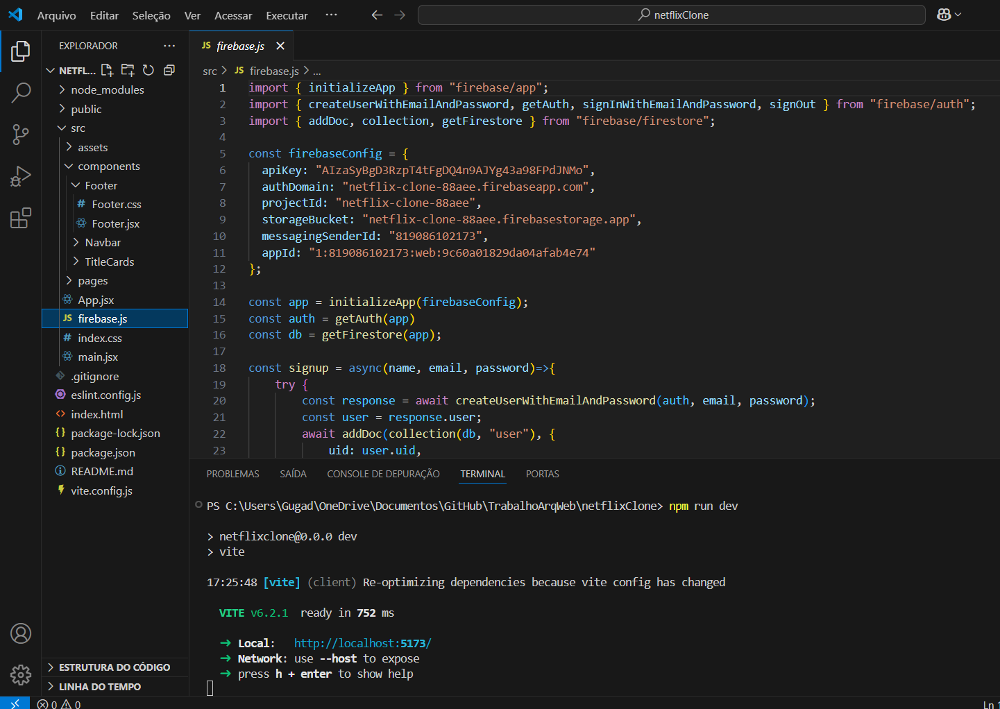 Arquivo Editar Seleção Ver Acessar Executar ··· netflixClone
EXPLORADOR ···
NETFL...
node_modules
public
src
assets
components
Footer
# Footer.css
Footer.jsx
Navbar
TitleCards
pages
App.jsx
JS firebase.js
# index.css
main.jsx
.gitignore
eslint.config.js
<> index.html
{} package-lock.json
{} package.json
README.md
vite.config.js
ESTRUTURA DO CÓDIGO
LINHA DO TEMPO
JS firebase.js
src > JS firebase.js > ...
1 import { initializeApp } from "firebase/app";
2 import { createUserWithEmailAndPassword, getAuth, signInWithEmailAndPassword, signOut } from "firebase/auth";
3 import { addDoc, collection, getFirestore } from "firebase/firestore";
4
5 const firebaseConfig = {
6 apiKey: "AIzaSyBgD3RzpT4tFgDQ4n9AJYg43a98FPdJNMo",
7 authDomain: "netflix-clone-88aee.firebaseapp.com",
8 projectId: "netflix-clone-88aee",
9 storageBucket: "netflix-clone-88aee.firebasestorage.app",
10 messagingSenderId: "819086102173",
11 appId: "1:819086102173:web:9c60a01829da04afab4e74"
12 };
13
14 const app = initializeApp(firebaseConfig);
15 const auth = getAuth(app)
16 const db = getFirestore(app);
17
18 const signup = async(name, email, password)=>{
19 try {
20 const response = await createUserWithEmailAndPassword(auth, email, password);
21 const user = response.user;
22 await addDoc(collection(db, "user"), {
23 uid: user.uid,
PROBLEMAS SAÍDA CONSOLE DE DEPURAÇÃO TERMINAL PORTAS
PS C:\Users\Gugad\OneDrive\Documentos\GitHub\TrabalhoArqWeb\netflixClone> npm run dev
> netflixclone@0.0.0 dev
> vite
17:25:48 [vite] (client) Re-optimizing dependencies because vite config has changed
VITE v6.2.1 ready in 752 ms
➜ Local: http://localhost:5173/
➜ Network: use --host to expose
➜ press h + enter to show help
0 0
Ln 1